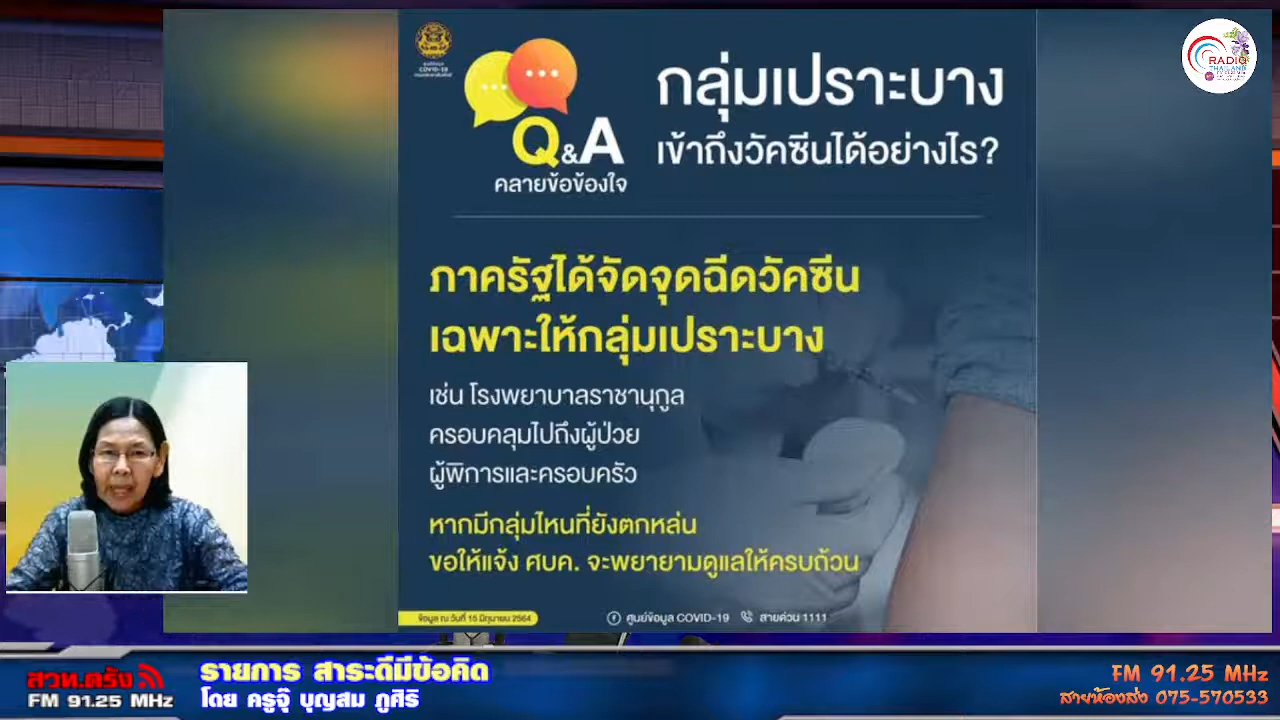 กลุ่มเปราะบาง
เข้าถึงวัคซีนได้อย่างไร?
Q&A
คลายข้อข้องใจ
COVID-19
RADIO
THAILAND
ภาครัฐได้จัดจุดฉีดวัคซีน
เฉพาะให้กลุ่มเปราะบาง
เช่น โรงพยาบาลราชานุกูล
ครอบคลุมไปถึงผู้ป่วย
ผู้พิการและครอบครัว
หากมีกลุ่มไหนที่ยังตกหล่น
ขอให้แจ้ง ศบค. จะพยายามดูแลให้ครบถ้วน
ข้อมูล ณ วันที่ 15 มิถุนายน 2564
ศูนย์ข้อมูล COVID-19 สายด่วน 1111
สวท.ตรัง
FM 91.25 MHz
รายการ สาระดีมีข้อคิด
โดย ครูจุ๊ บุญสม ภูศิริ
FM 91.25 MHz
สายห้องส่ง 075-570533